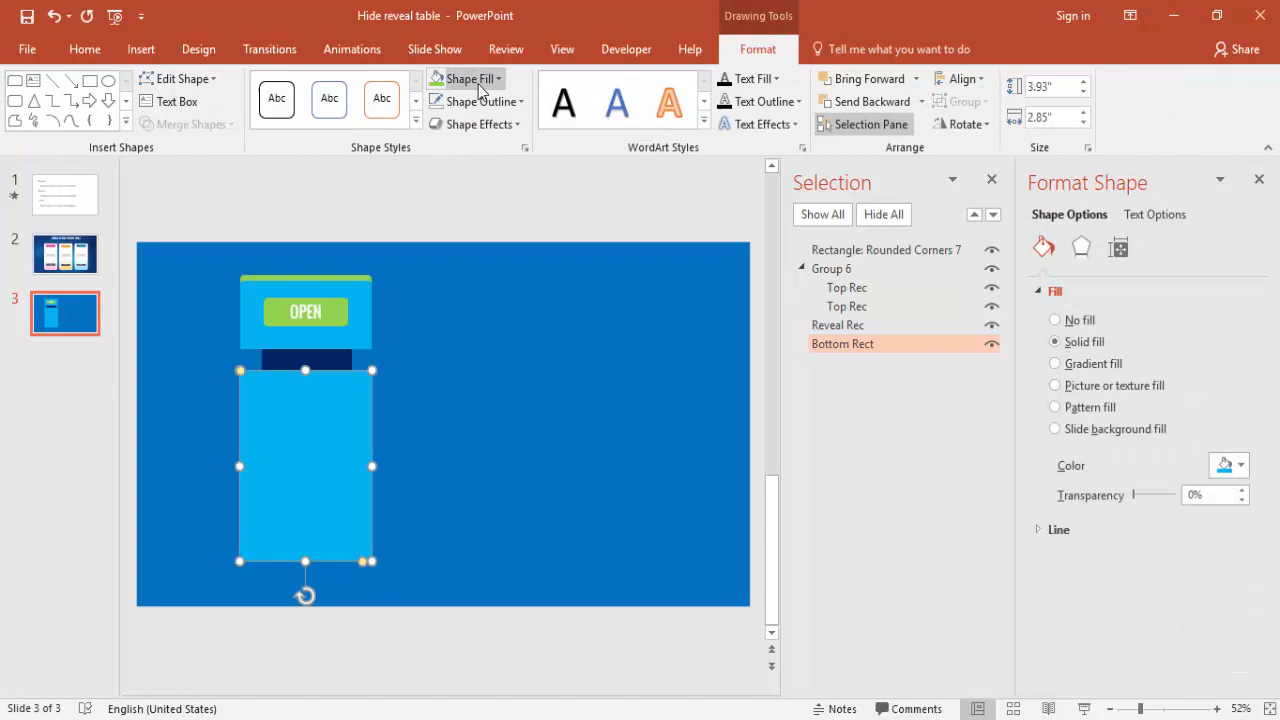 Hide reveal table - PowerPoint
Drawing Tools
Sign in
File
Home
Insert
Design
Transitions
Animations
Slide Show
Review
View
Developer
Help
Format
Tell me what you want to do
Share
Edit Shape
Text Box
Merge Shapes
Insert Shapes
Abc
Abc
Abc
Shape Fill
Shape Outline
Shape Effects
Shape Styles
A
A
A
WordArt Styles
Text Fill
Text Outline
Text Effects
Bring Forward
Send Backward
Selection Pane
Align
Group
Rotate
Arrange
3.93"
2.85"
Size
1
2
3
OPEN
Selection
Show All
Hide All
Rectangle: Rounded Corners 7
Group 6
Top Rec
Top Rec
Reveal Rec
Bottom Rect
Format Shape
Shape Options
Text Options
Fill
No fill
Solid fill
Gradient fill
Picture or texture fill
Pattern fill
Slide background fill
Color
Transparency
0%
Line
Slide 3 of 3
English (United States)
Notes
Comments
52%